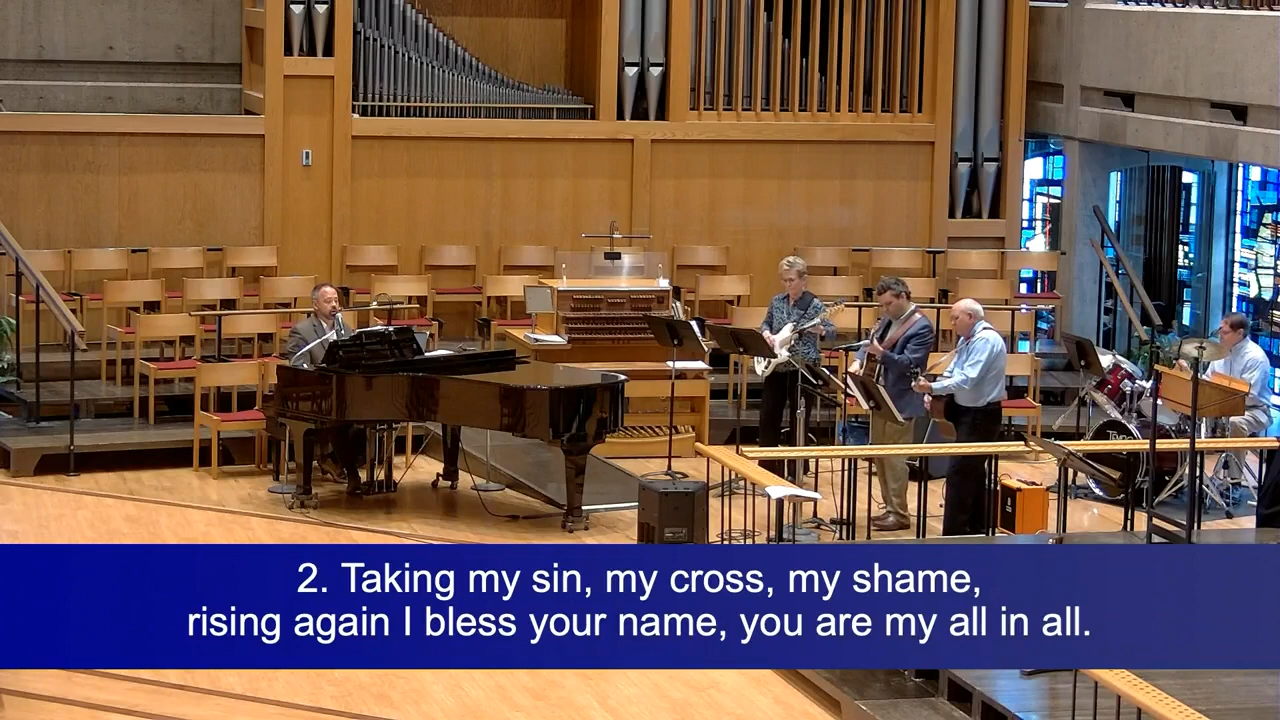 2. Taking my sin, my cross, my shame,
rising again I bless your name, you are my all in all.